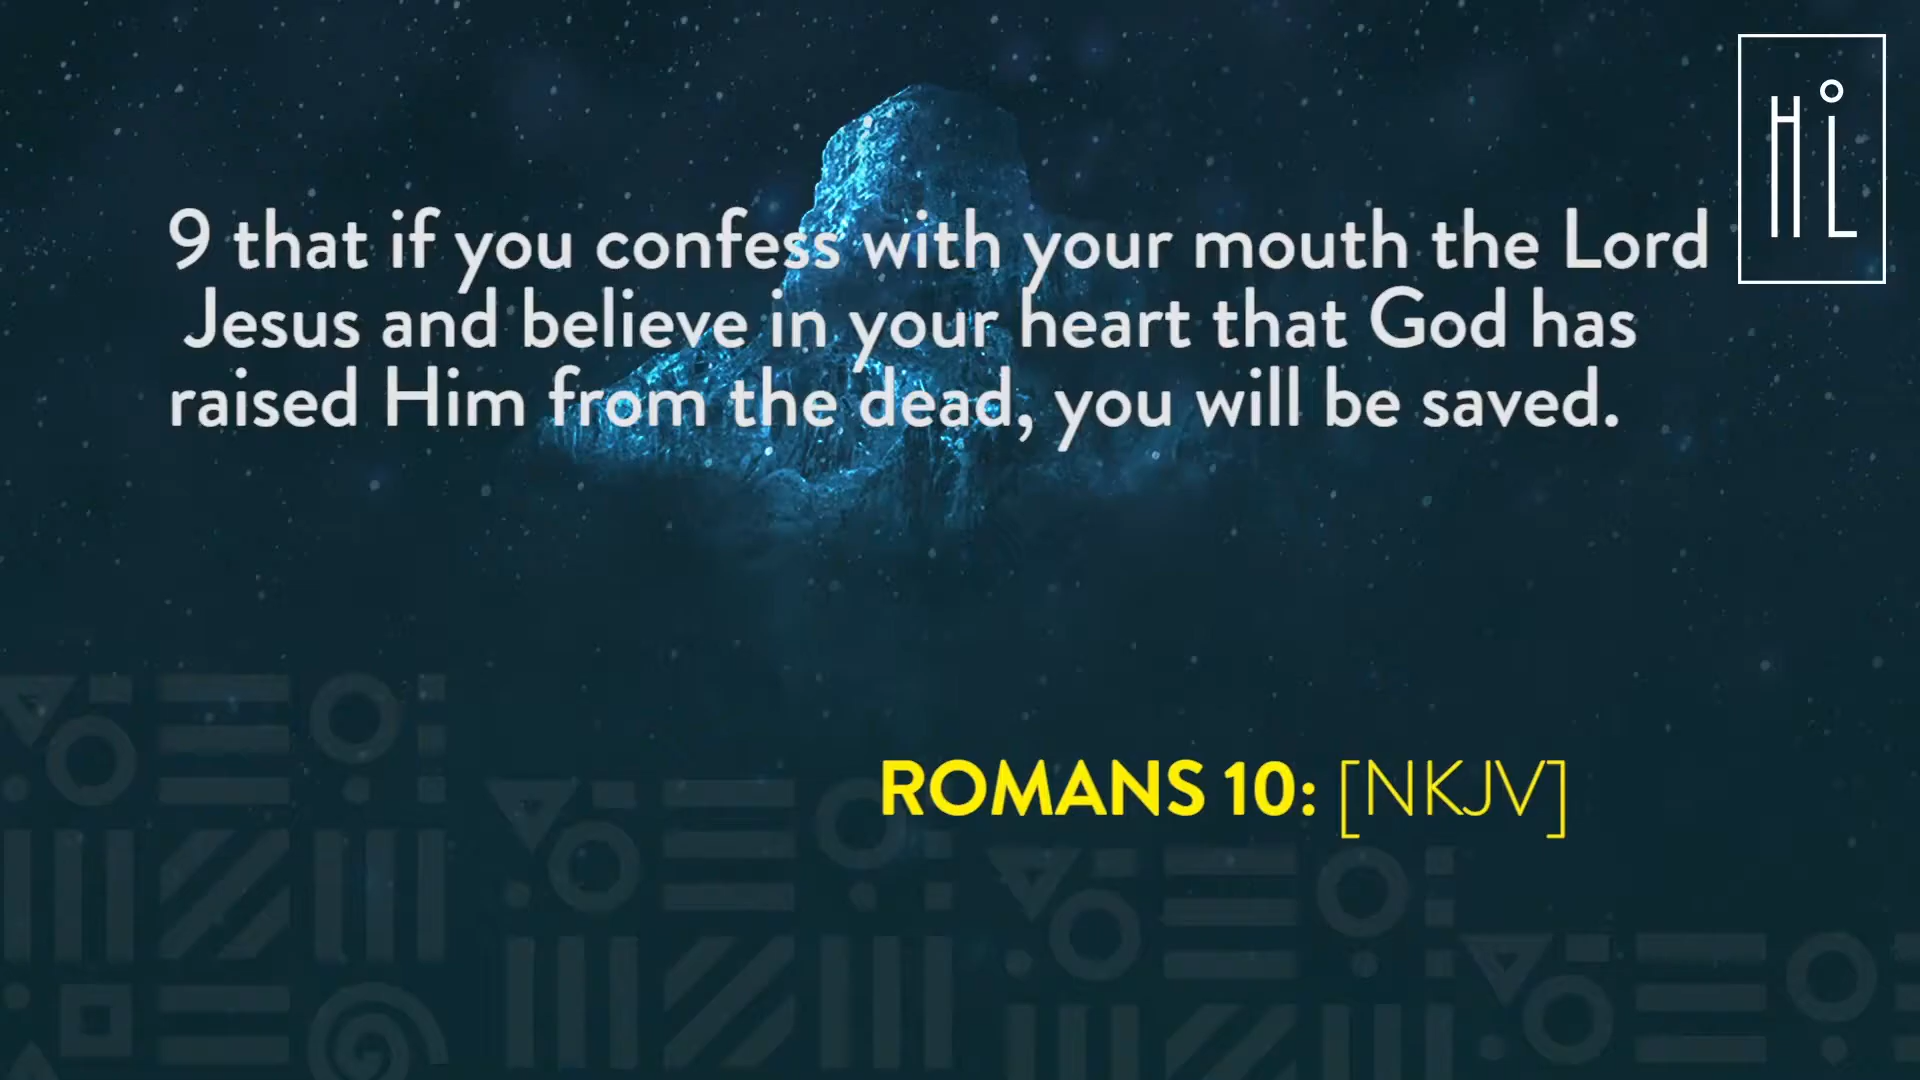 HiL
9 that if you confess with your mouth the Lord
Jesus and believe in your heart that God has
raised Him from the dead, you will be saved.
ROMANS 10: [NKJV]